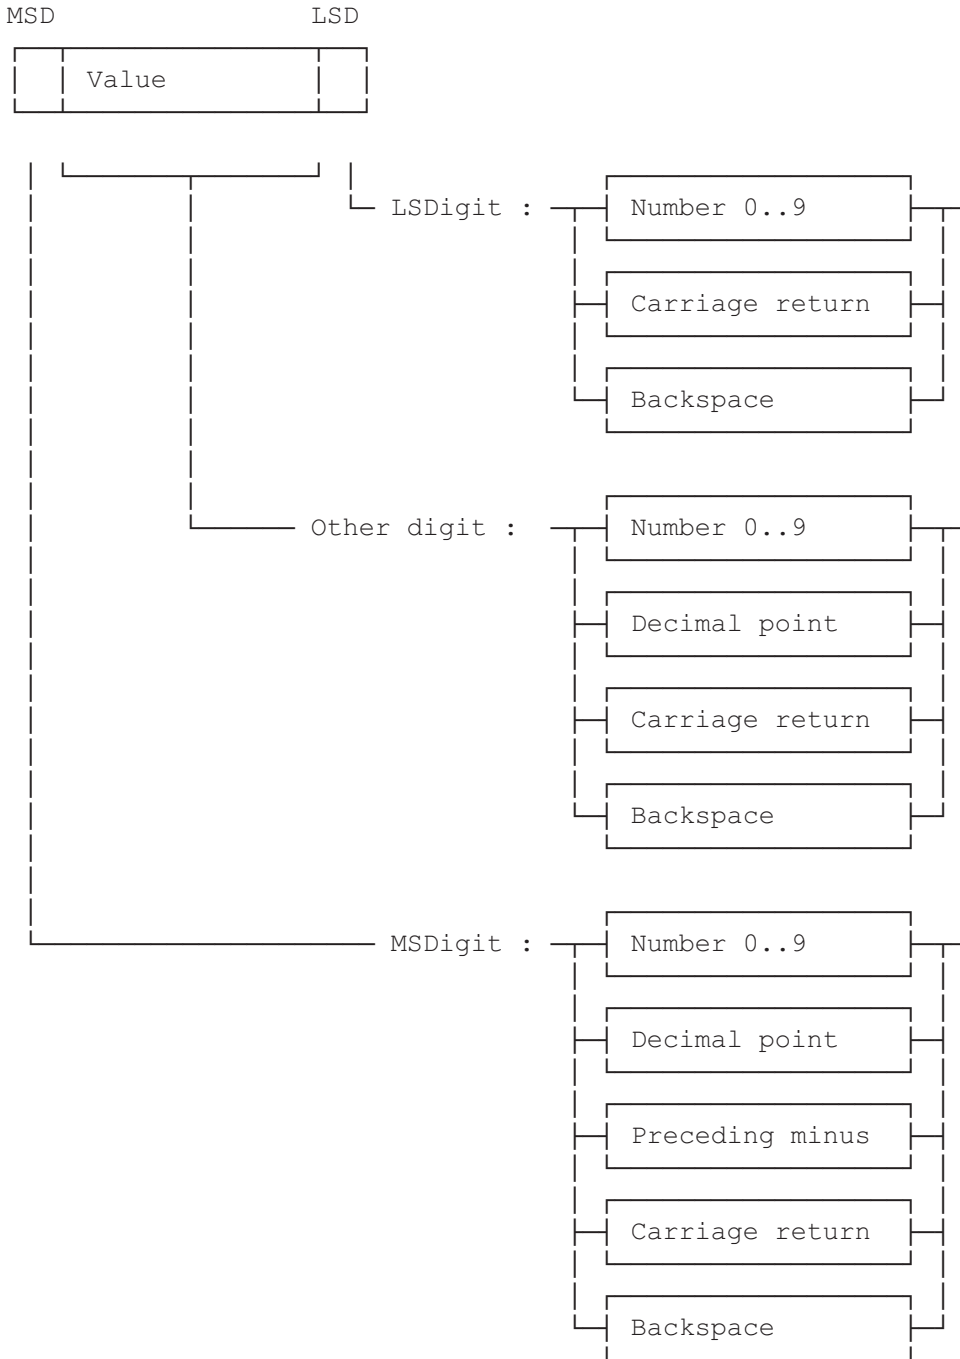 MSD LSD
Value
LSDigit : Number 0..9
Carriage return
Backspace
Other digit : Number 0..9
Decimal point
Carriage return
Backspace
MSDigit : Number 0..9
Decimal point
Preceding minus
Carriage return
Backspace